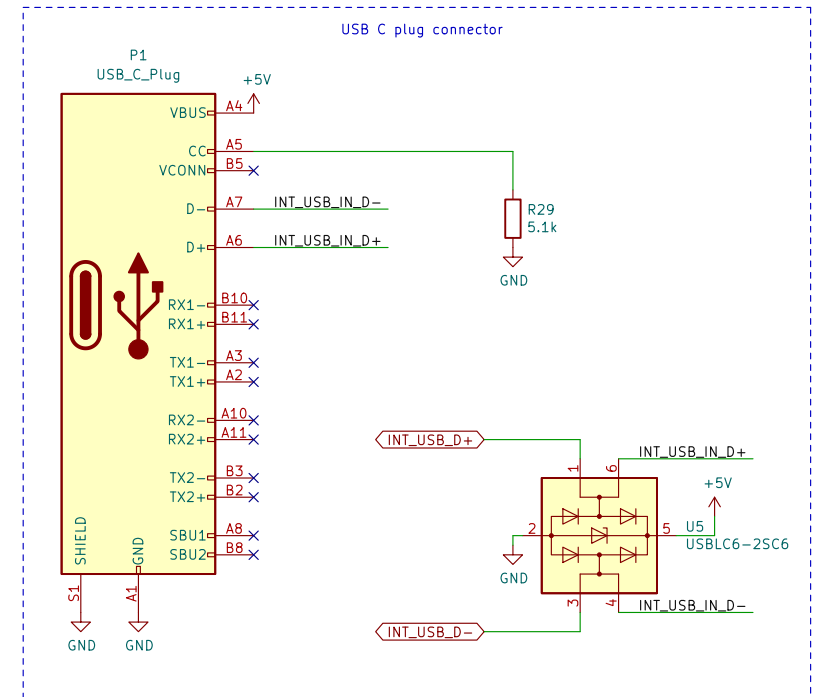 USB C plug connector
P1
USB_C_Plug
+5V
VBUS A4
CC A5
VCONN B5
D- A7 INT_USB_IN_D-
D+ A6 INT_USB_IN_D+
R29
5.1k
GND
RX1- B10
RX1+ B11
TX1- A3
TX1+ A2
RX2- A10
RX2+ A11
TX2- B3
TX2+ B2
SBU1 A8
SBU2 B8
SHIELD
GND
S1
A1
GND
GND
INT_USB_D+
INT_USB_IN_D+
1
6
+5V
2
5
U5
USBLC6-2SC6
GND
3
4
INT_USB_IN_D-
INT_USB_D-